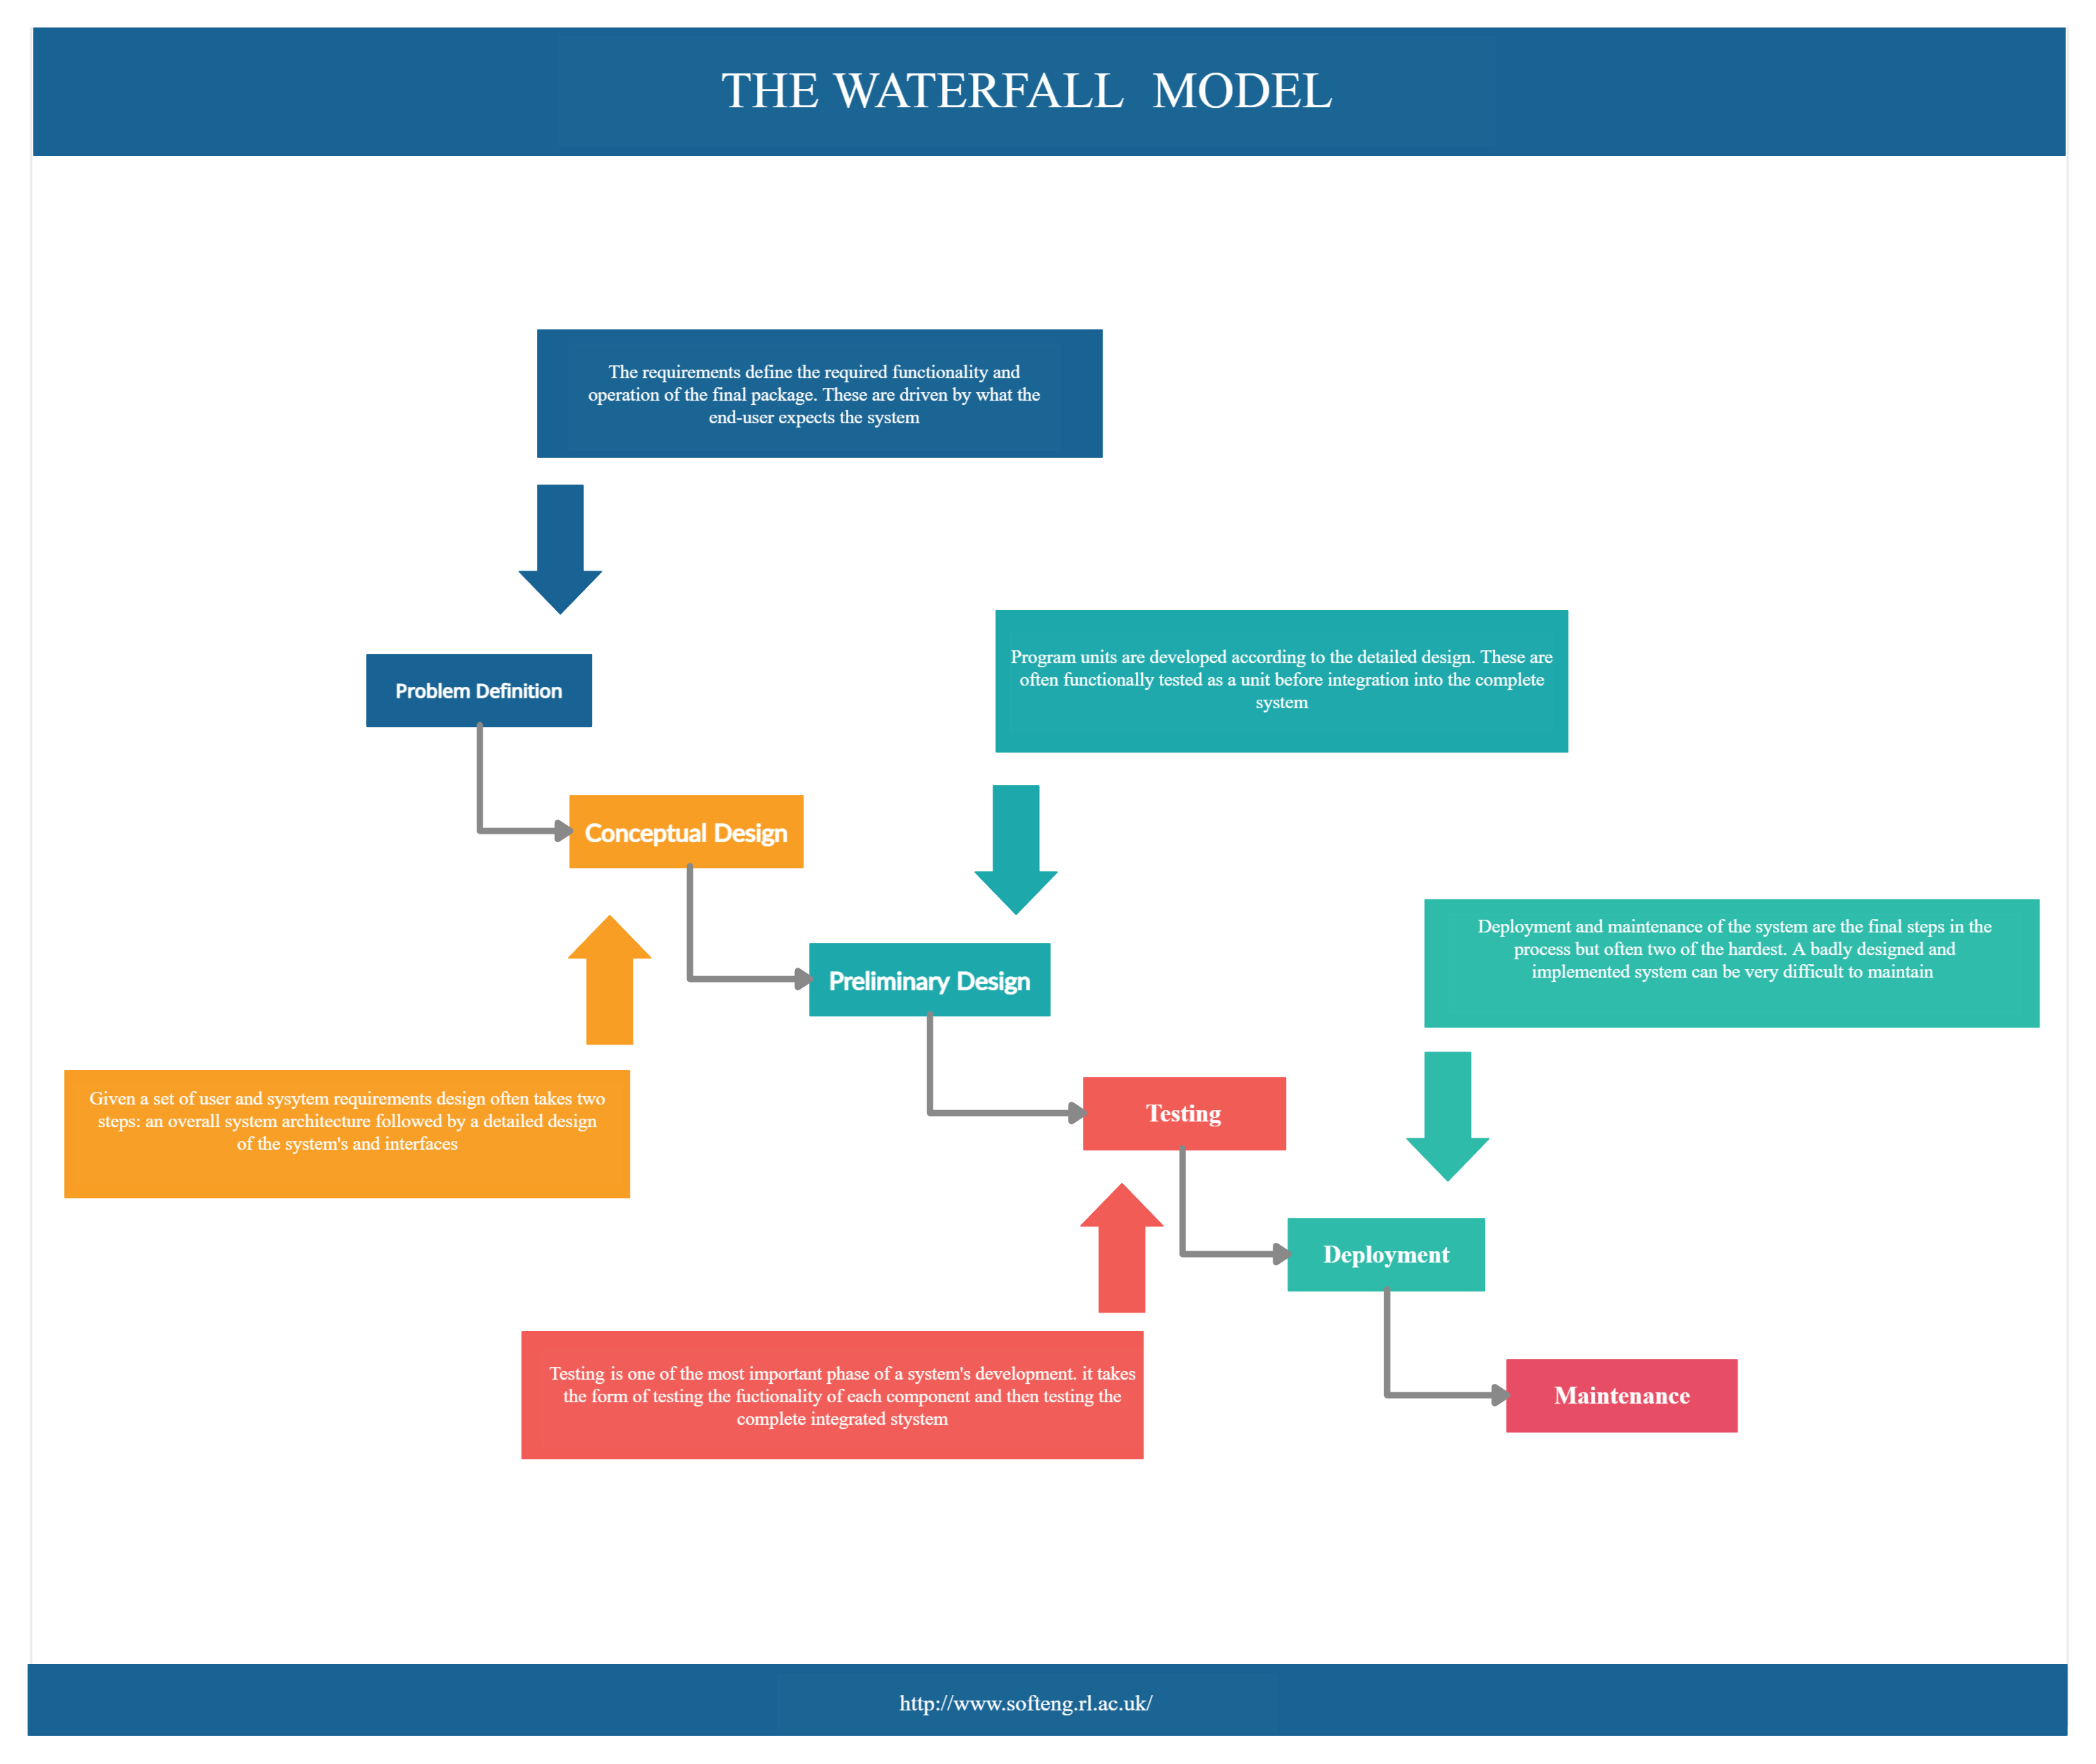 THE WATERFALL MODEL
The requirements define the required functionality and
operation of the final package. These are driven by what the
end-user expects the system
Problem Definition
Program units are developed according to the detailed design. These are
often functionally tested as a unit before integration into the complete
system
Conceptual Design
Preliminary Design
Deployment and maintenance of the system are the final steps in the
process but often two of the hardest. A badly designed and
implemented system can be very difficult to maintain
Given a set of user and sysytem requirements design often takes two
steps: an overall system architecture followed by a detailed design
of the system's and interfaces
Testing
Deployment
Testing is one of the most important phase of a system's development. it takes
the form of testing the fuctionality of each component and then testing the
complete integrated stystem
Maintenance
http://www.softeng.rl.ac.uk/